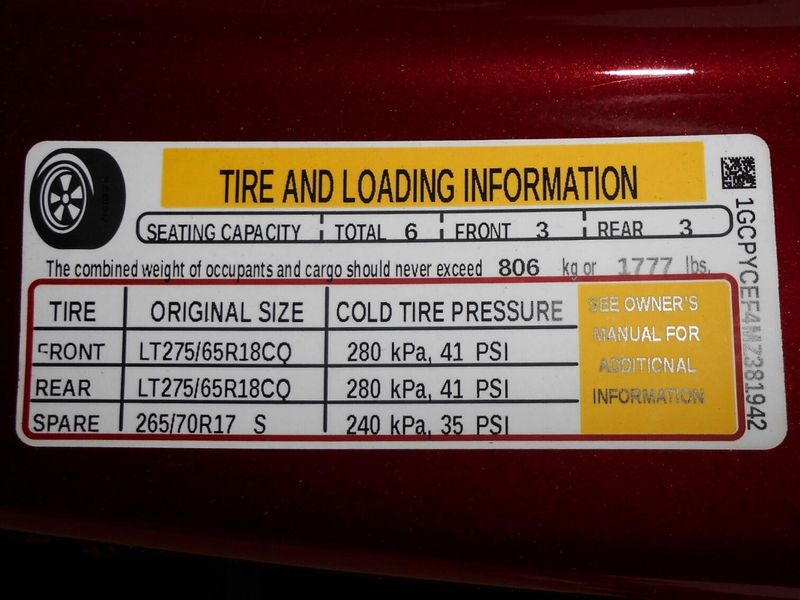 TIRE AND LOADING INFORMATION
SEATING CAPACITY TOTAL 6 FRONT 3 REAR 3
The combined weight of occupants and cargo should never exceed 806 kg or 1777 lbs.
TIRE ORIGINAL SIZE COLD TIRE PRESSURE
FRONT LT275/65R18CQ 280 kPa, 41 PSI
REAR LT275/65R18CQ 280 kPa, 41 PSI
SPARE 265/70R17 S 240 kPa, 35 PSI
SEE OWNER'S
MANUAL FOR
ADDITIONAL
INFORMATION
1GCPYCEF4MZ381942